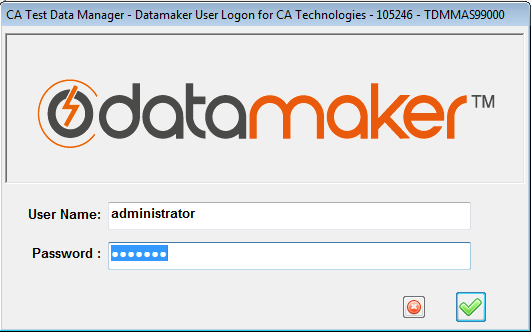 CA Test Data Manager - Datamaker User Logon for CA Technologies - 105246 - TDMMAS99000
datamaker™
User Name: administrator
Password : •••••••